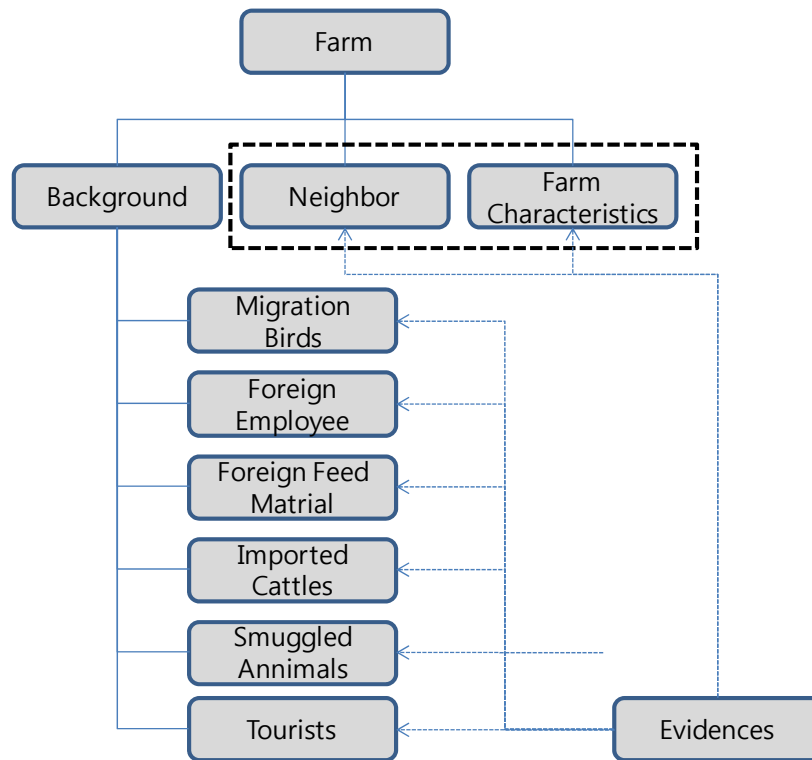 Farm
Background
Neighbor
Farm
Characteristics
Migration
Birds
Foreign
Employee
Foreign Feed
Matrial
Imported
Cattles
Smuggled
Annimals
Tourists
Evidences